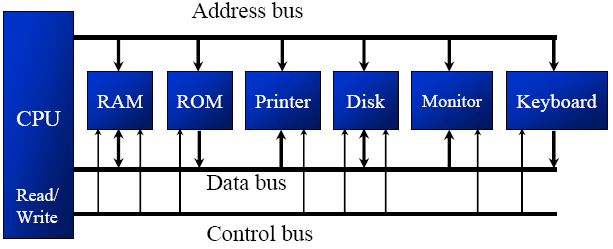 Address bus
CPU
RAM
ROM
Printer
Disk
Monitor
Keyboard
Read/
Write
Data bus
Control bus